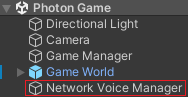 Photon Game
Directional Light
Camera
Game Manager
Game World
Network Voice Manager